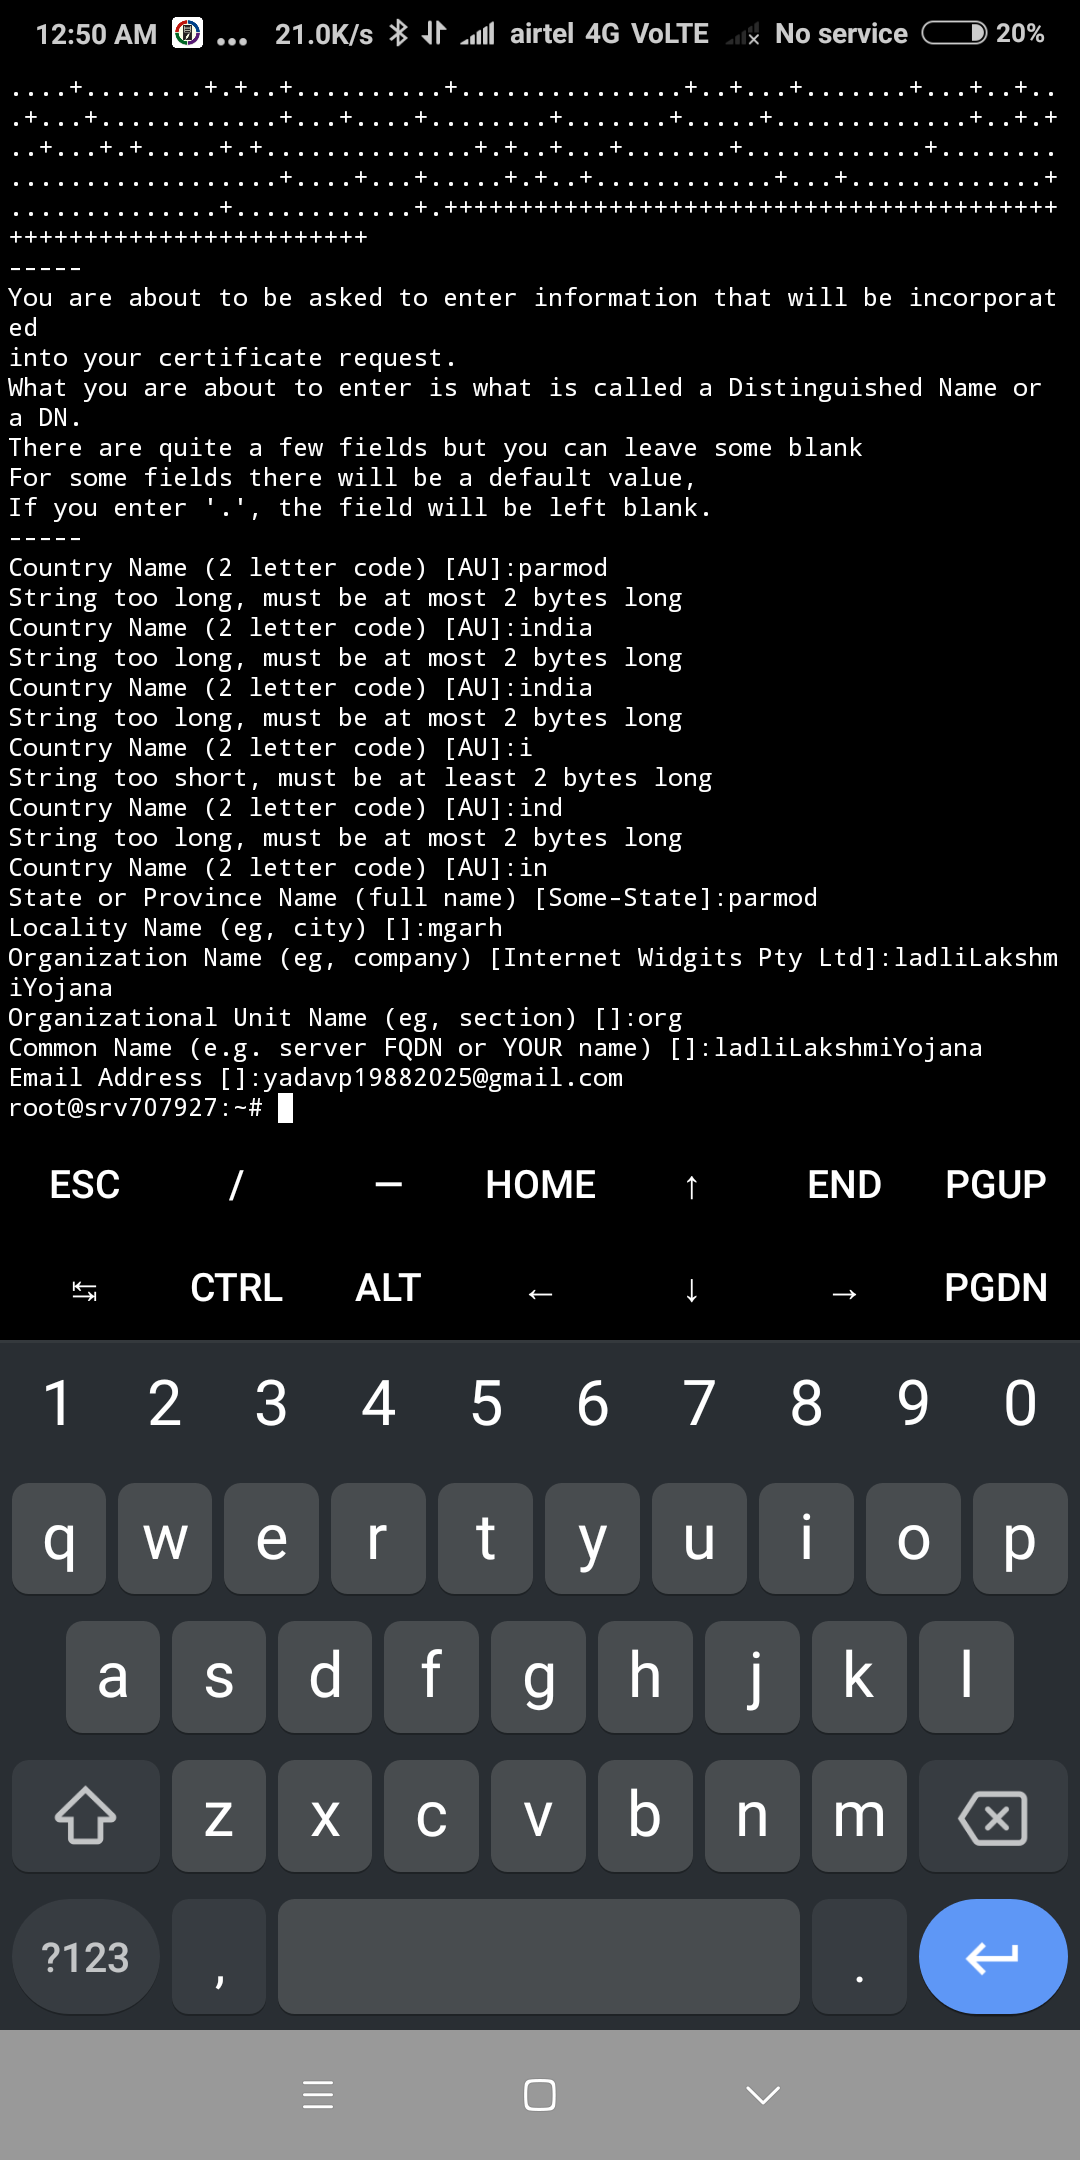 12:50 AM ... 21.0K/s airtel 4G VoLTE No service 20%
....+........+.+..+..........+...............+..+...+.......+...+..+..
.+...+............+...+....+........+.......+.....+.............+..+.+
..+...+.+.....+.+..............+.+..+...+.......+............+........
..................+....+...+.....+.+..+............+...+.............+
..............+............+.+++++++++++++++++++++++++++++++++++++++++
++++++++++++++++++++++++
-----
You are about to be asked to enter information that will be incorporat
ed
into your certificate request.
What you are about to enter is what is called a Distinguished Name or
a DN.
There are quite a few fields but you can leave some blank
For some fields there will be a default value,
If you enter '.', the field will be left blank.
-----
Country Name (2 letter code) [AU]:parmod
String too long, must be at most 2 bytes long
Country Name (2 letter code) [AU]:india
String too long, must be at most 2 bytes long
Country Name (2 letter code) [AU]:india
String too long, must be at most 2 bytes long
Country Name (2 letter code) [AU]:i
String too short, must be at least 2 bytes long
Country Name (2 letter code) [AU]:ind
String too long, must be at most 2 bytes long
Country Name (2 letter code) [AU]:in
State or Province Name (full name) [Some-State]:parmod
Locality Name (eg, city) []:mgarh
Organization Name (eg, company) [Internet Widgits Pty Ltd]:ladliLakshm
iYojana
Organizational Unit Name (eg, section) []:org
Common Name (e.g. server FQDN or YOUR name) []:ladliLakshmiYojana
Email Address []:yadavp19882025@gmail.com
root@srv707927:~#
ESC / — HOME ↑ END PGUP
↹ CTRL ALT ← ↓ → PGDN
1 2 3 4 5 6 7 8 9 0
q w e r t y u i o p
a s d f g h j k l
z x c v b n m
?123 , .